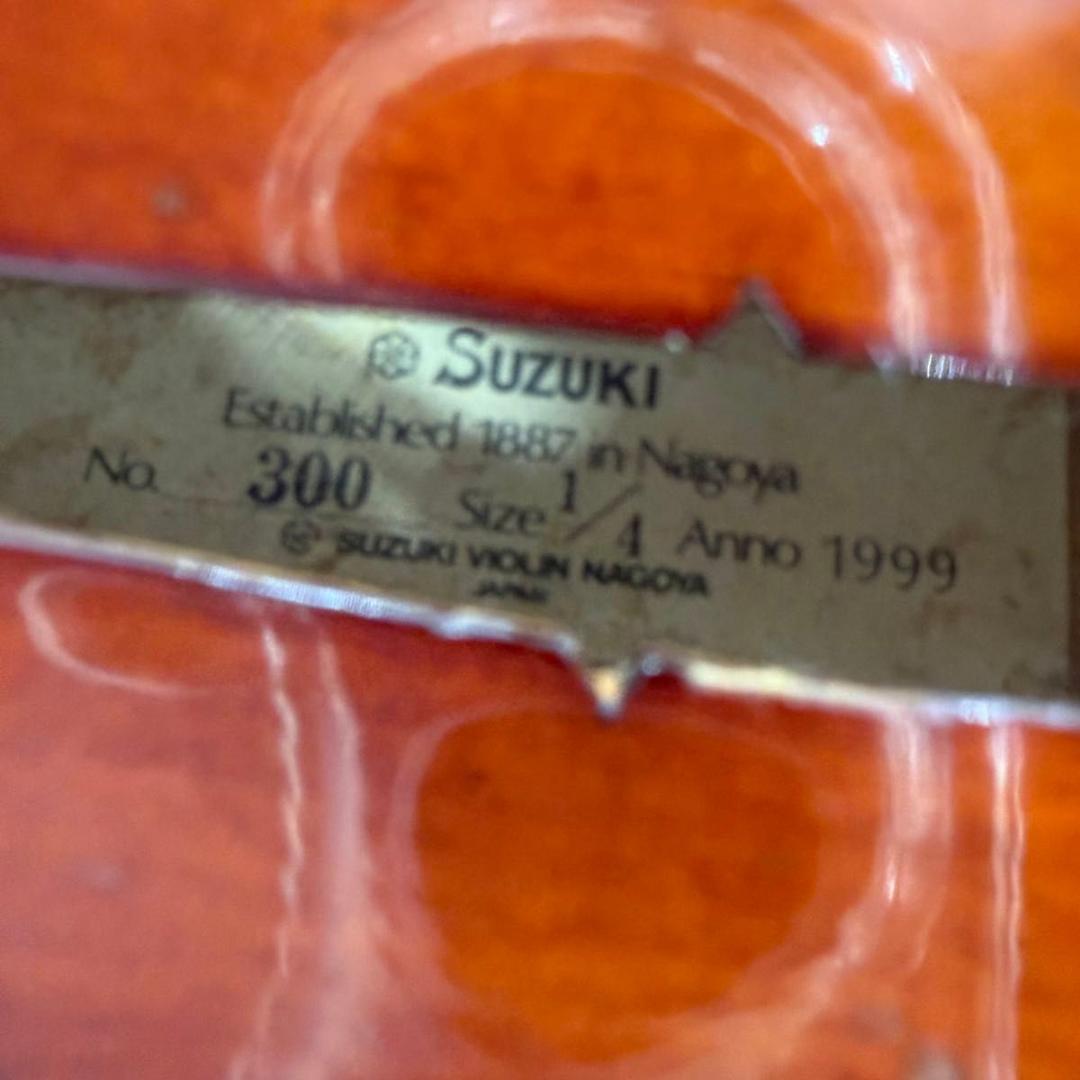 SUZUKI
Established 1887 in Nagoya
No. 300 Size 1/4 Anno 1999
SUZUKI VIOLIN NAGOYA
JAPAN